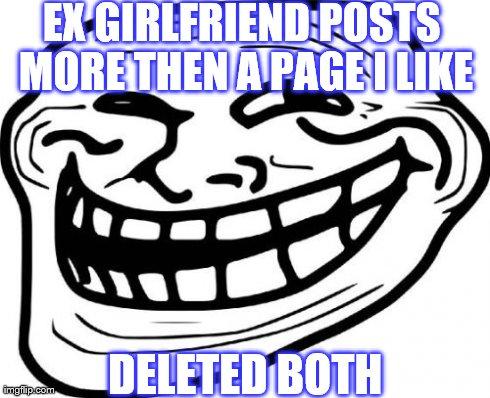 EX GIRLFRIEND POSTS
MORE THEN A PAGE I LIKE
DELETED BOTH
imgflip.com